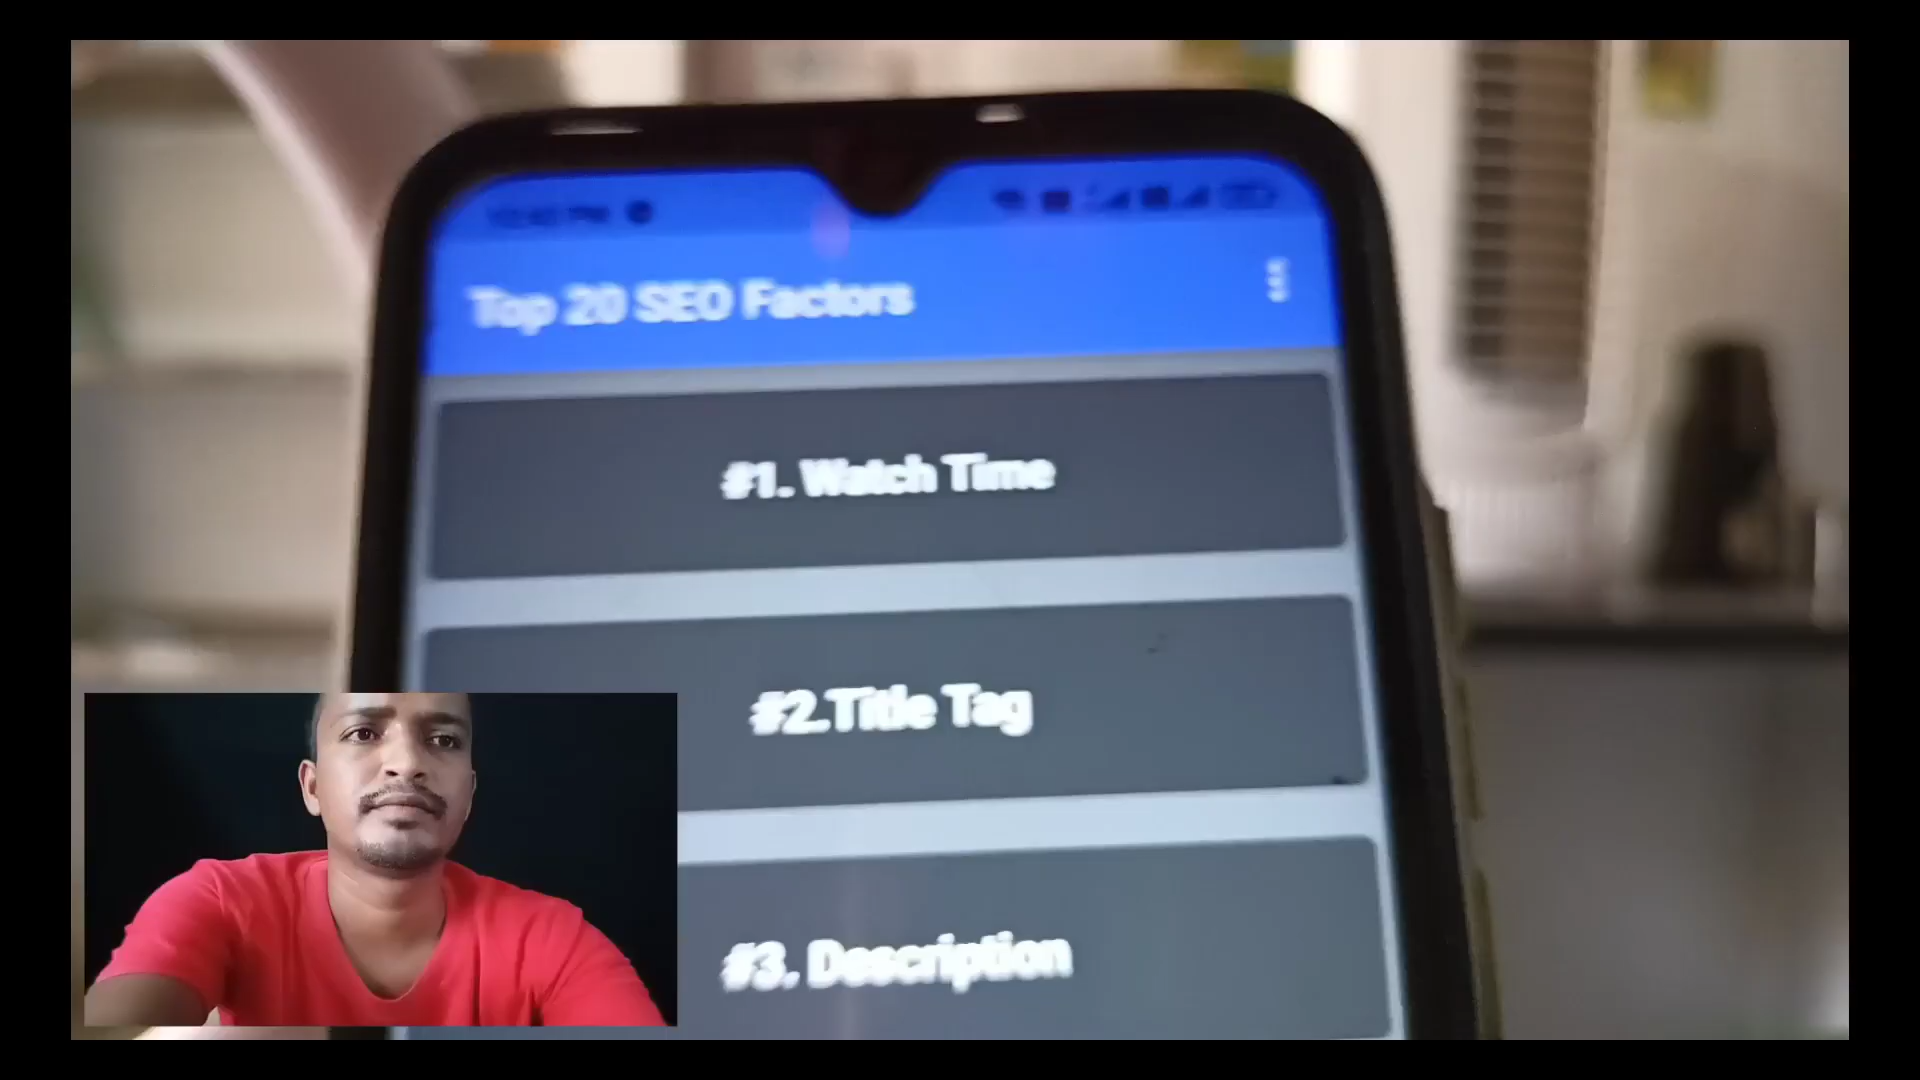 Top 20 SEO Factors
#1. Watch Time
#2.Title Tag
#3. Description